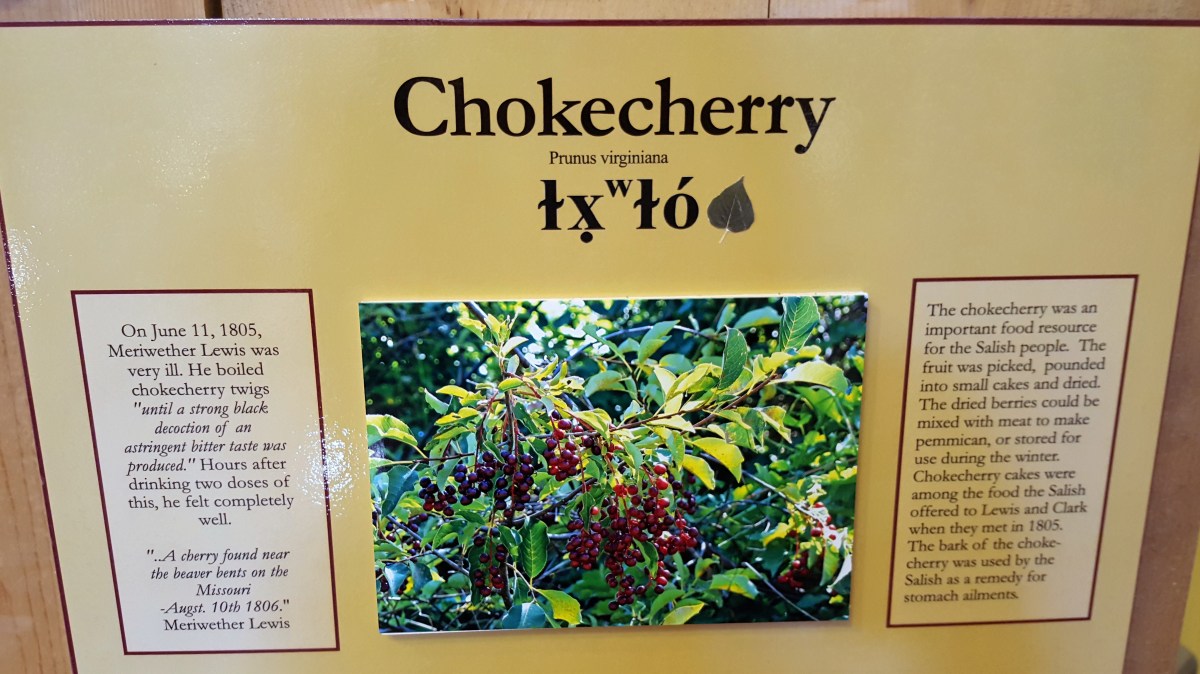 Chokecherry
Prunus virginiana
ɫx̣ʷɫó
On June 11, 1805,
Meriwether Lewis was
very ill. He boiled
chokecherry twigs
"until a strong black
decoction of an
astringent bitter taste was
produced." Hours after
drinking two doses of
this, he felt completely
well.
"..A cherry found near
the beaver bents on the
Missouri
-Augst. 10th 1806."
Meriwether Lewis
The chokecherry was an
important food resource
for the Salish people. The
fruit was picked, pounded
into small cakes and dried.
The dried berries could be
mixed with meat to make
pemmican, or stored for
use during the winter.
Chokecherry cakes were
among the food the Salish
offered to Lewis and Clark
when they met in 1805.
The bark of the choke-
cherry was used by the
Salish as a remedy for
stomach ailments.